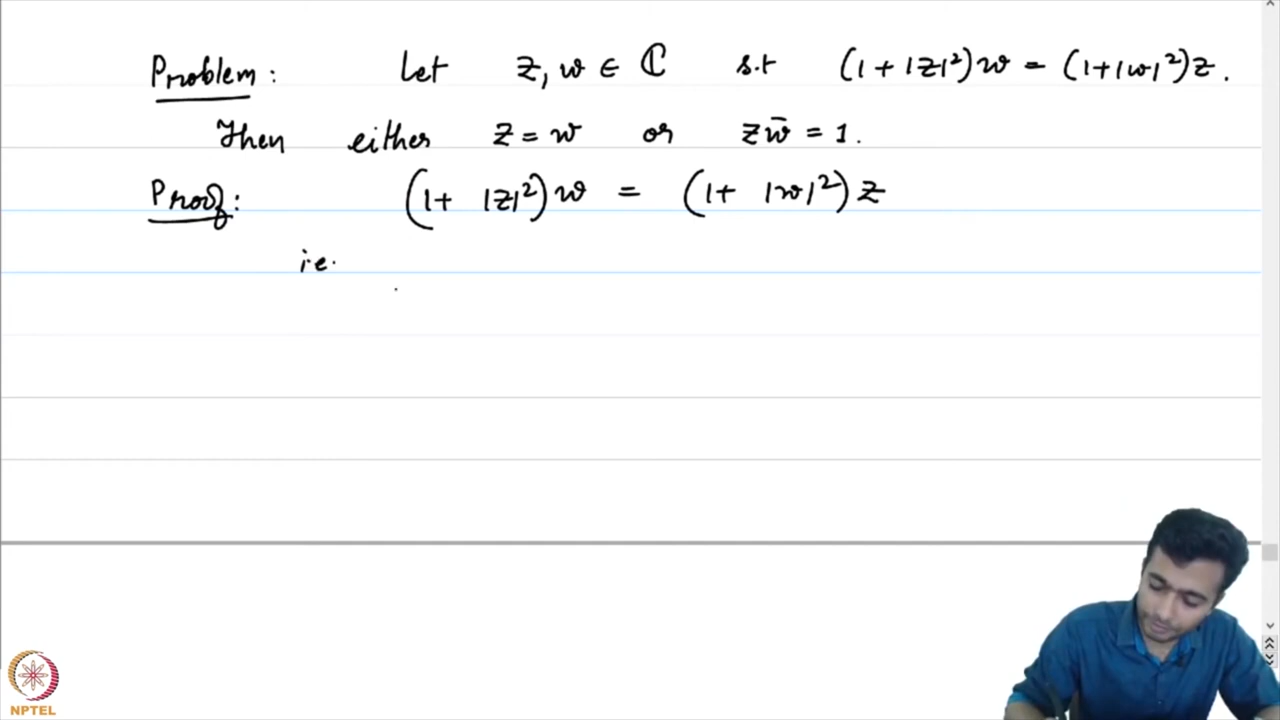 Problem: Let z, w ∈ ℂ s.t (1 + |z|²)w = (1+|w|²)z.
Then either z = w or zw̄ = 1.
Proof: (1 + |z|²)w = (1 + |w|²)z
i.e.
NPTEL